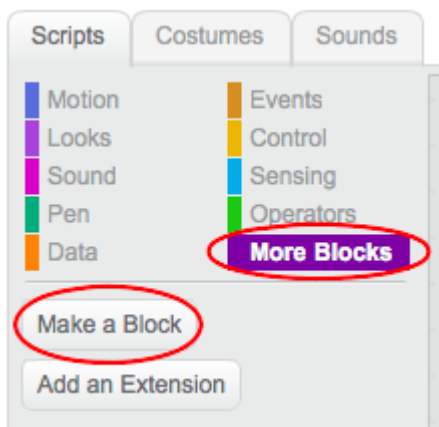 Scripts Costumes Sounds
Motion Events
Looks Control
Sound Sensing
Pen Operators
Data More Blocks
Make a Block
Add an Extension